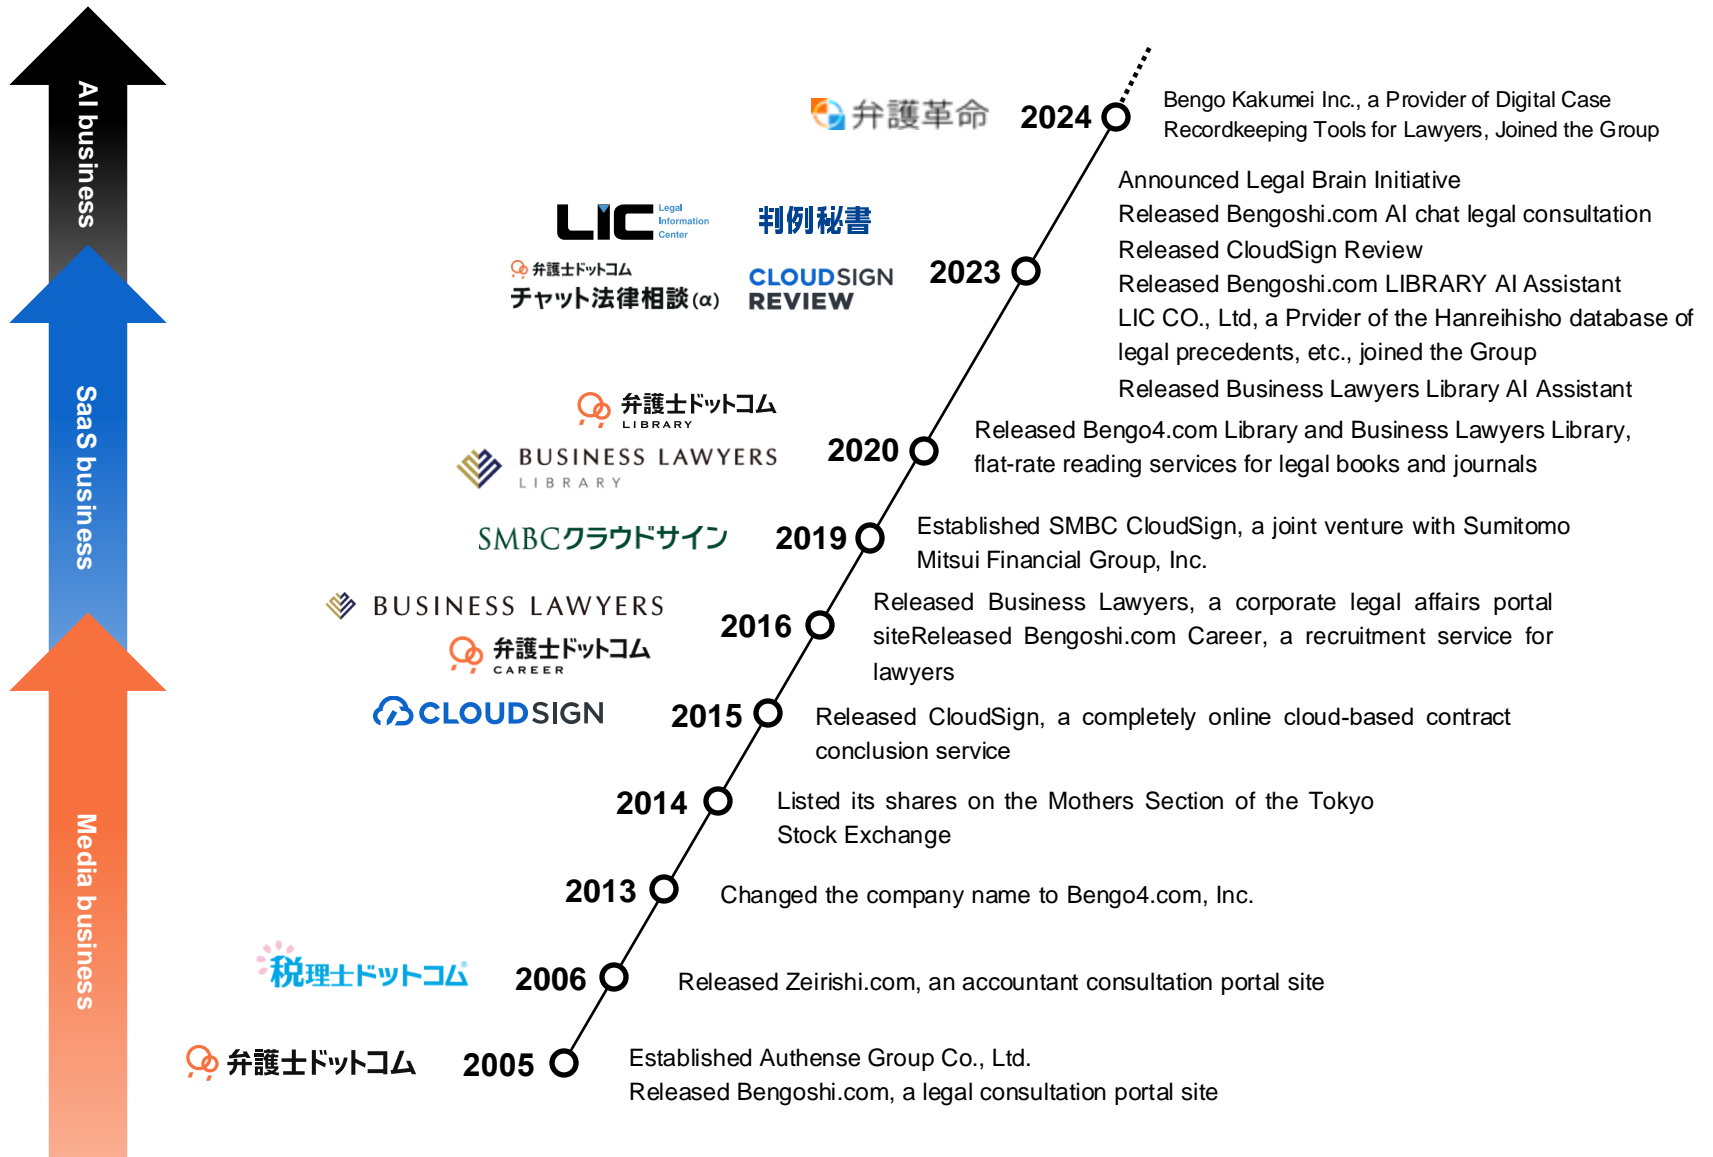 AI business
SaaS business
Media business
弁護革命
2024
Bengo Kakumei Inc., a Provider of Digital Case
Recordkeeping Tools for Lawyers, Joined the Group
LIC
Legal
Information
Center
判例秘書
弁護士ドットコム
チャット法律相談(α)
CLOUDSIGN
REVIEW
2023
Announced Legal Brain Initiative
Released Bengoshi.com AI chat legal consultation
Released CloudSign Review
Released Bengoshi.com LIBRARY AI Assistant
LIC CO., Ltd, a Prvider of the Hanreihisho database of
legal precedents, etc., joined the Group
Released Business Lawyers Library AI Assistant
弁護士ドットコム
LIBRARY
BUSINESS LAWYERS
LIBRARY
2020
Released Bengo4.com Library and Business Lawyers Library,
flat-rate reading services for legal books and journals
SMBCクラウドサイン
2019
Established SMBC CloudSign, a joint venture with Sumitomo
Mitsui Financial Group, Inc.
BUSINESS LAWYERS
弁護士ドットコム
CAREER
2016
Released Business Lawyers, a corporate legal affairs portal
siteReleased Bengoshi.com Career, a recruitment service for
lawyers
CLOUDSIGN
2015
Released CloudSign, a completely online cloud-based contract
conclusion service
2014
Listed its shares on the Mothers Section of the Tokyo
Stock Exchange
2013
Changed the company name to Bengo4.com, Inc.
税理士ドットコム®
2006
Released Zeirishi.com, an accountant consultation portal site
弁護士ドットコム
2005
Established Authense Group Co., Ltd.
Released Bengoshi.com, a legal consultation portal site